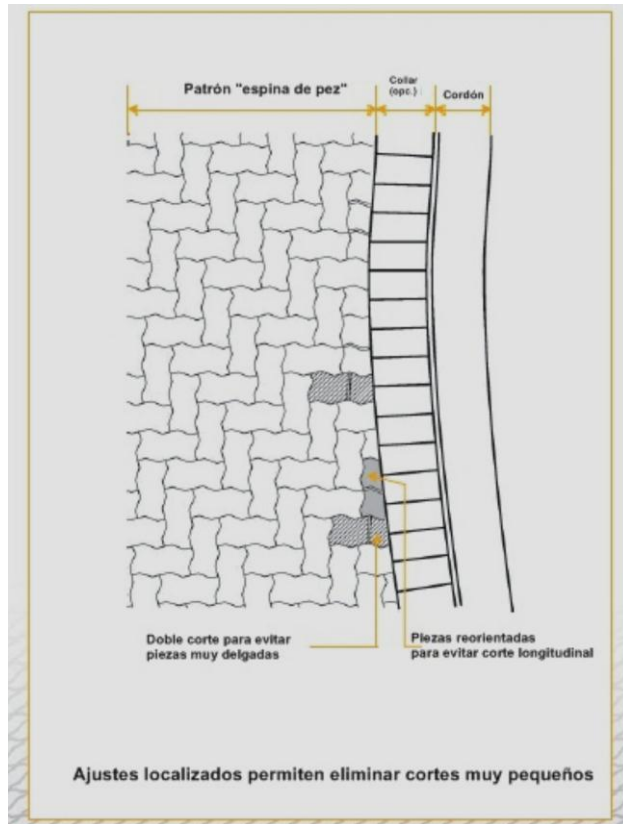 Patrón "espina de pez"
Collar
(opc.)
Cordón
Doble corte para evitar
piezas muy delgadas
Piezas reorientadas
para evitar corte longitudinal
Ajustes localizados permiten eliminar cortes muy pequeños